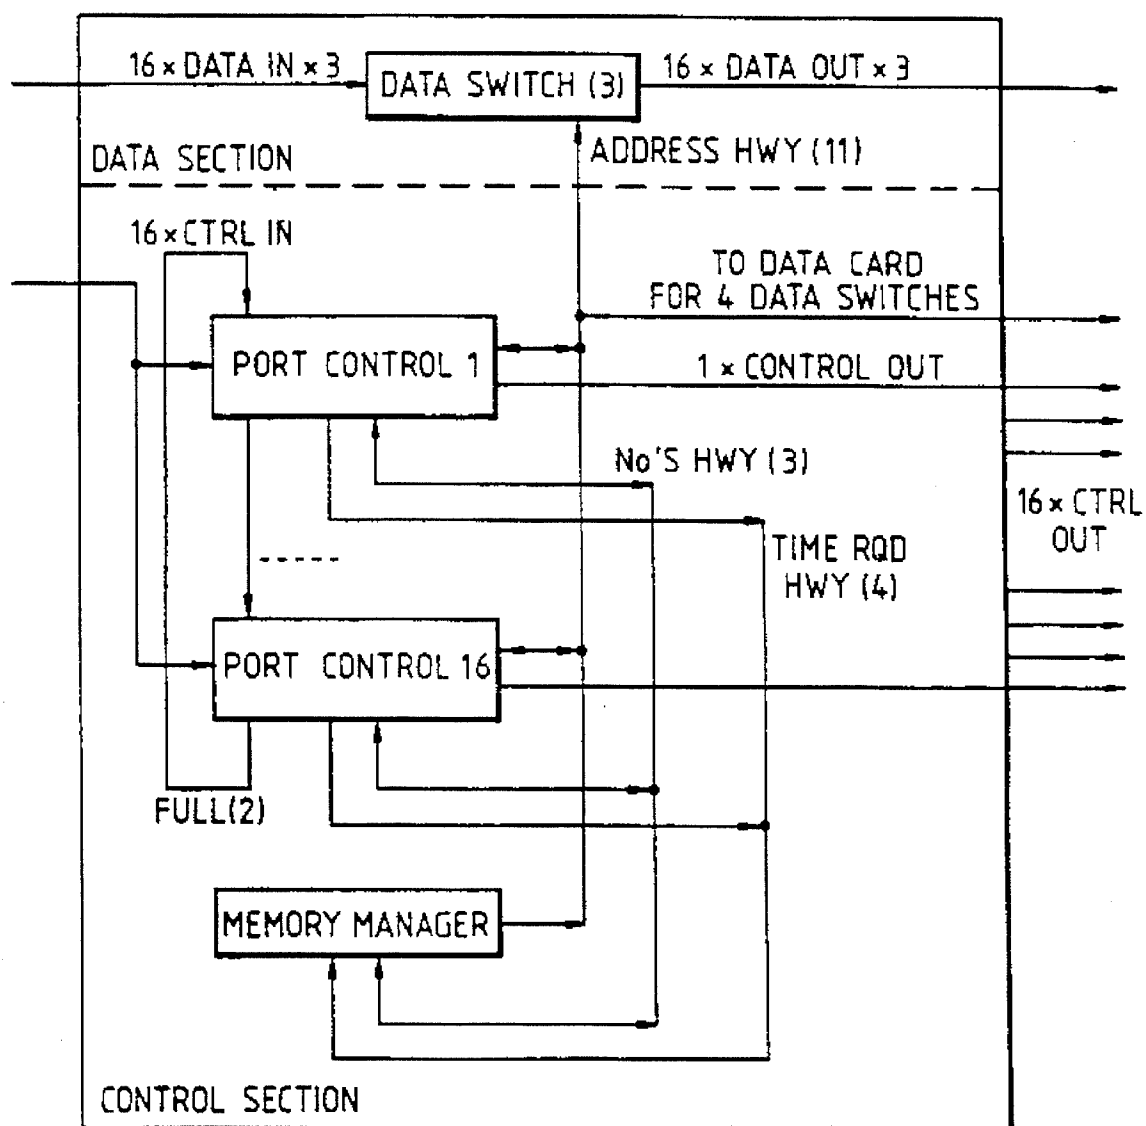 16 × DATA IN × 3
DATA SWITCH (3)
16 × DATA OUT × 3
ADDRESS HWY (11)
DATA SECTION
16 × CTRL IN
TO DATA CARD
FOR 4 DATA SWITCHES
PORT CONTROL 1
1 × CONTROL OUT
No'S HWY (3)
16 × CTRL
OUT
TIME RQD
HWY (4)
PORT CONTROL 16
FULL(2)
MEMORY MANAGER
CONTROL SECTION